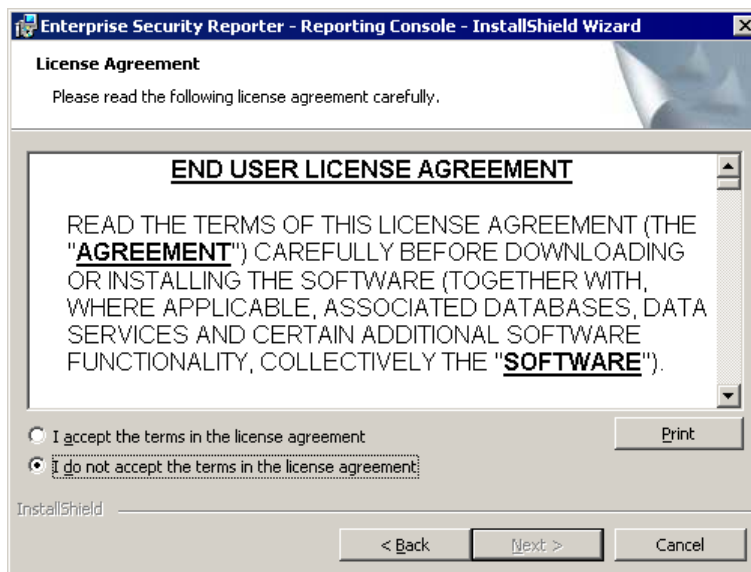 Enterprise Security Reporter - Reporting Console - InstallShield Wizard
License Agreement
Please read the following license agreement carefully.
END USER LICENSE AGREEMENT
READ THE TERMS OF THIS LICENSE AGREEMENT (THE
"AGREEMENT") CAREFULLY BEFORE DOWNLOADING
OR INSTALLING THE SOFTWARE (TOGETHER WITH,
WHERE APPLICABLE, ASSOCIATED DATABASES, DATA
SERVICES AND CERTAIN ADDITIONAL SOFTWARE
FUNCTIONALITY, COLLECTIVELY THE "SOFTWARE").
I accept the terms in the license agreement
Print
I do not accept the terms in the license agreement
InstallShield
< Back
Next >
Cancel